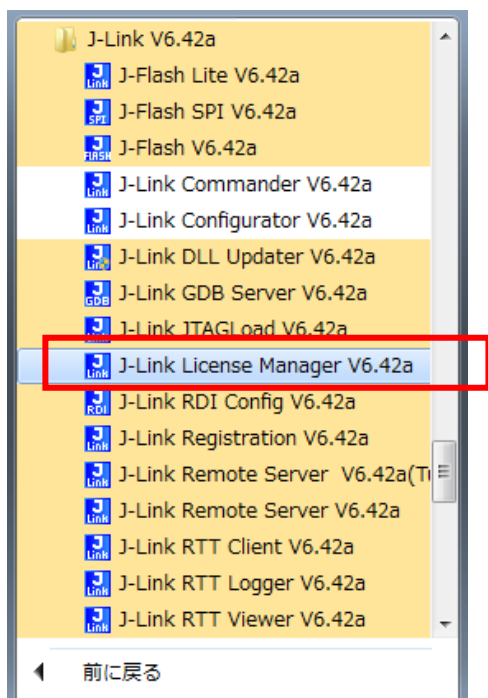 J-Link V6.42a
J-Flash Lite V6.42a
J-Flash SPI V6.42a
J-Flash V6.42a
J-Link Commander V6.42a
J-Link Configurator V6.42a
J-Link DLL Updater V6.42a
J-Link GDB Server V6.42a
J-Link JTAGLoad V6.42a
J-Link License Manager V6.42a
J-Link RDI Config V6.42a
J-Link Registration V6.42a
J-Link Remote Server V6.42a(
J-Link Remote Server V6.42a
J-Link RTT Client V6.42a
J-Link RTT Logger V6.42a
J-Link RTT Viewer V6.42a
前に戻る